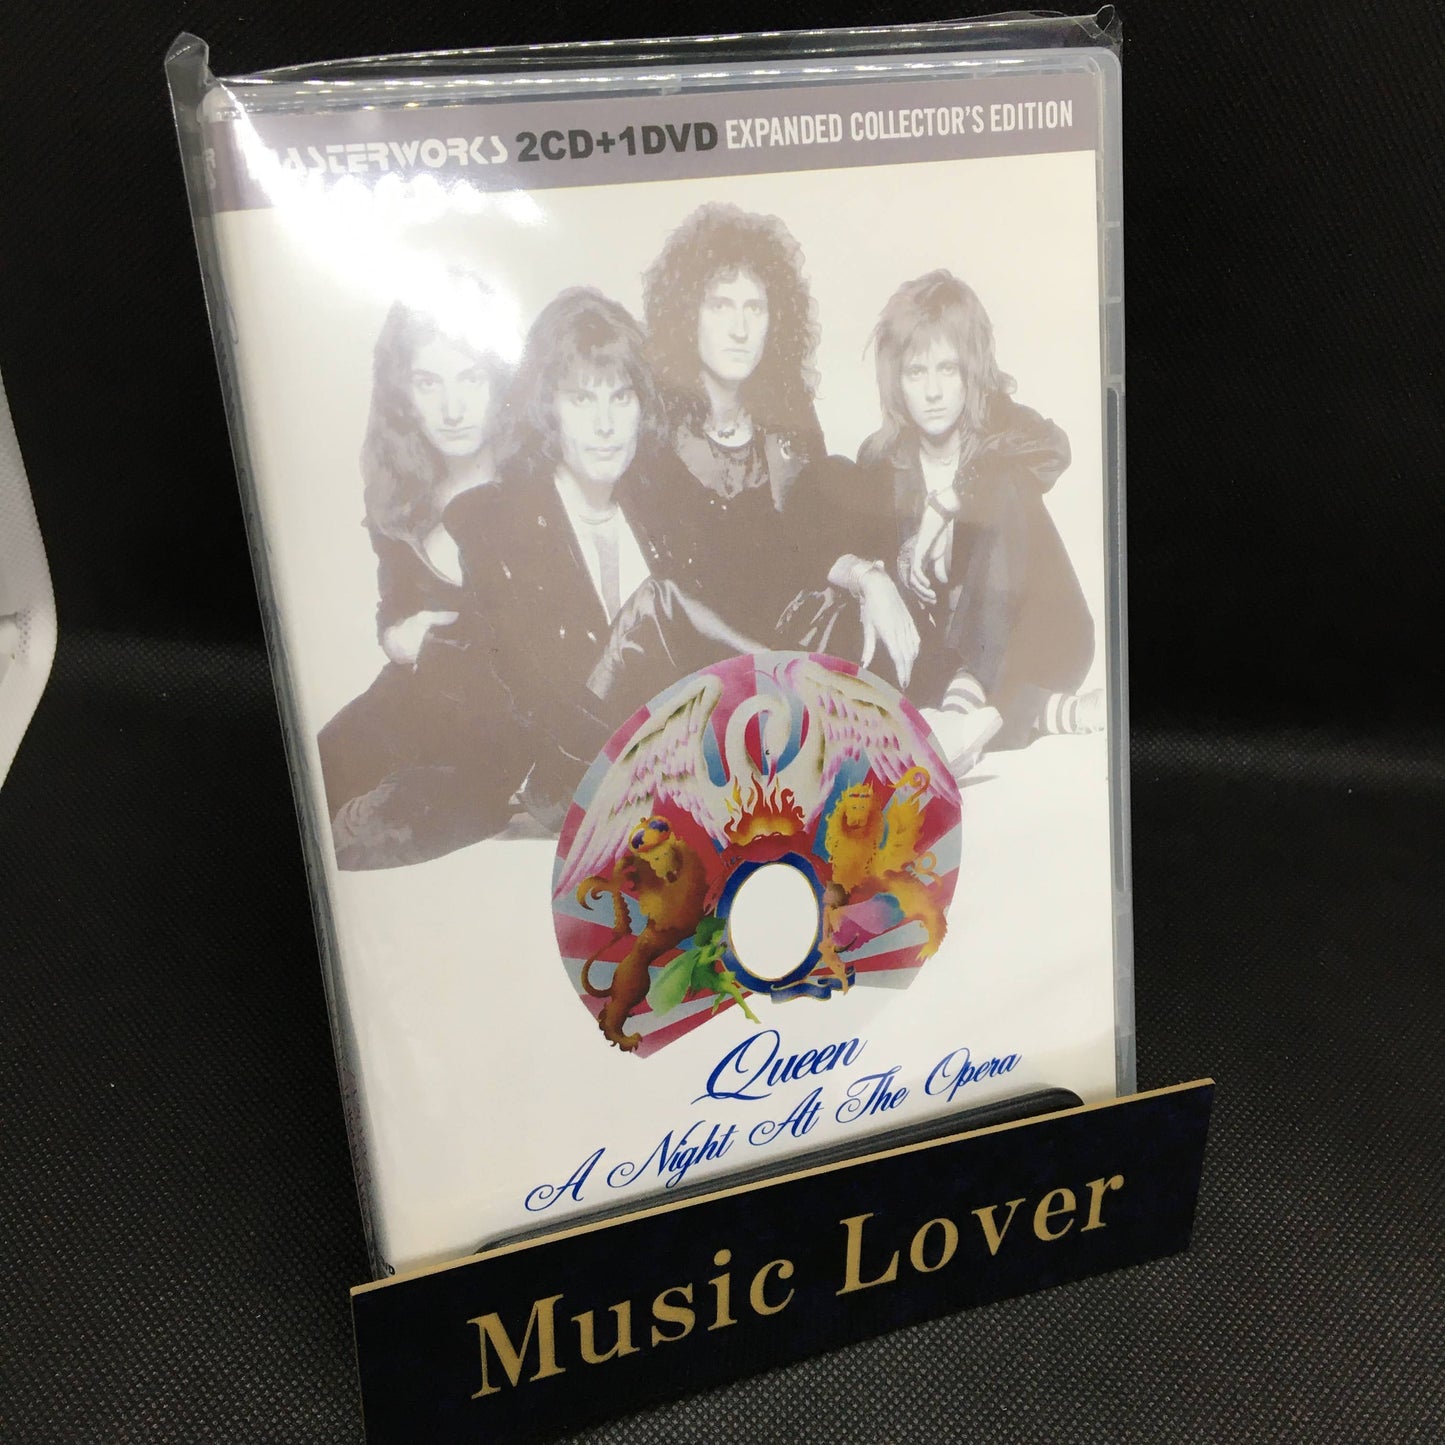 ASTERWORKS 2CD+1DVD EXPANDED COLLECTOR'S EDITION
Queen
A Night At The Opera
Music Lover